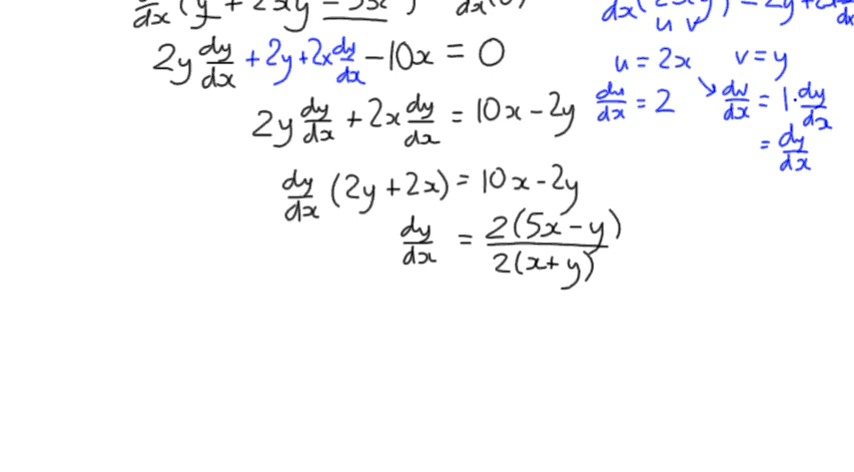 2y dy/dx + 2y + 2x dy/dx - 10x = 0
2y dy/dx + 2x dy/dx = 10x - 2y
dy/dx (2y + 2x) = 10x - 2y
dy/dx = 2(5x - y) / 2(x + y)
u v
u = 2x v = y
du/dx = 2 dv/dx = 1 · dy/dx
= dy/dx